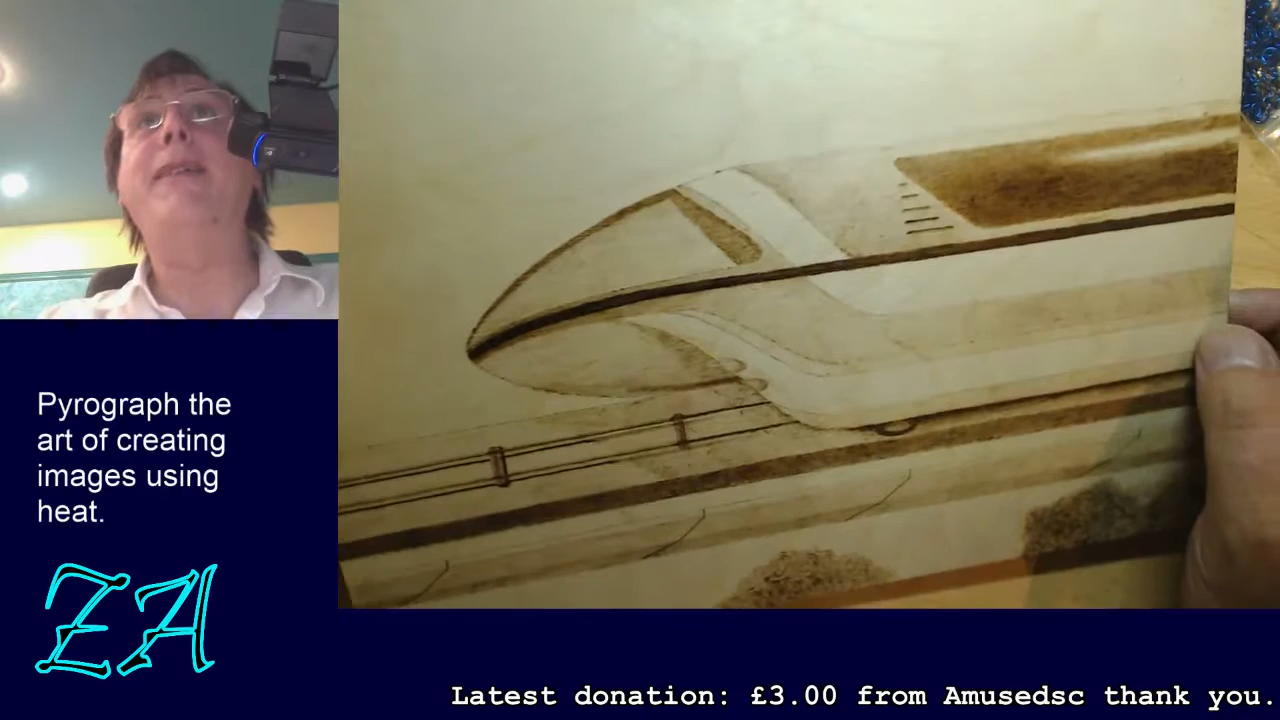 Pyrograph the
art of creating
images using
heat.
ZA
Latest donation: £3.00 from Amusedsc thank you.